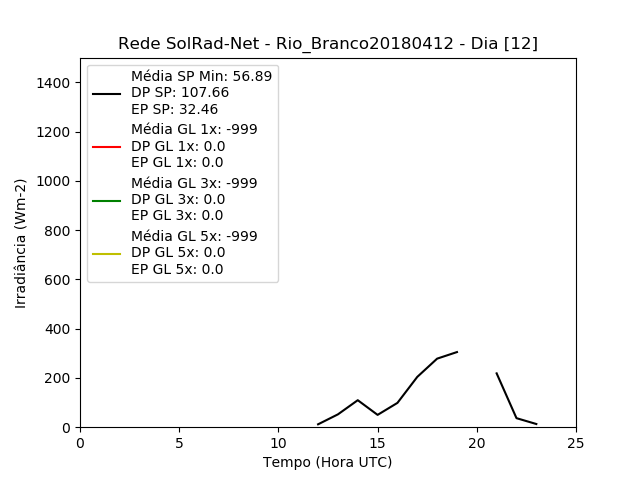 Rede SolRad-Net - Rio_Branco20180412 - Dia [12]
Média SP Min: 56.89
DP SP: 107.66
EP SP: 32.46
Média GL 1x: -999
DP GL 1x: 0.0
EP GL 1x: 0.0
Média GL 3x: -999
DP GL 3x: 0.0
EP GL 3x: 0.0
Média GL 5x: -999
DP GL 5x: 0.0
EP GL 5x: 0.0
Irradiância (Wm-2)
1400
1200
1000
800
600
400
200
0
0 5 10 15 20 25
Tempo (Hora UTC)